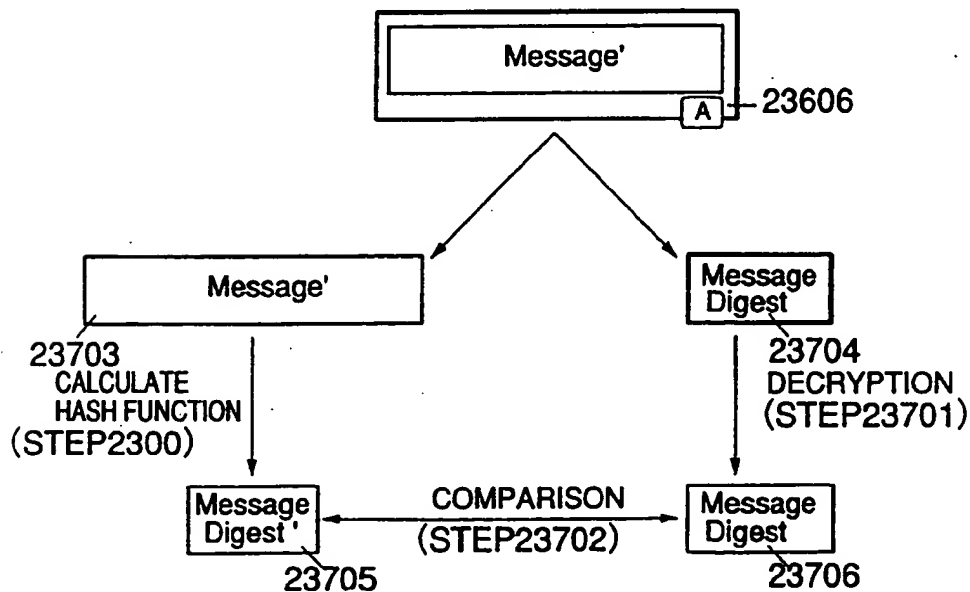 Message'
A
23606
Message'
Message
Digest
23703
CALCULATE
HASH FUNCTION
(STEP2300)
23704
DECRYPTION
(STEP23701)
Message
Digest'
COMPARISON
(STEP23702)
Message
Digest
23705
23706